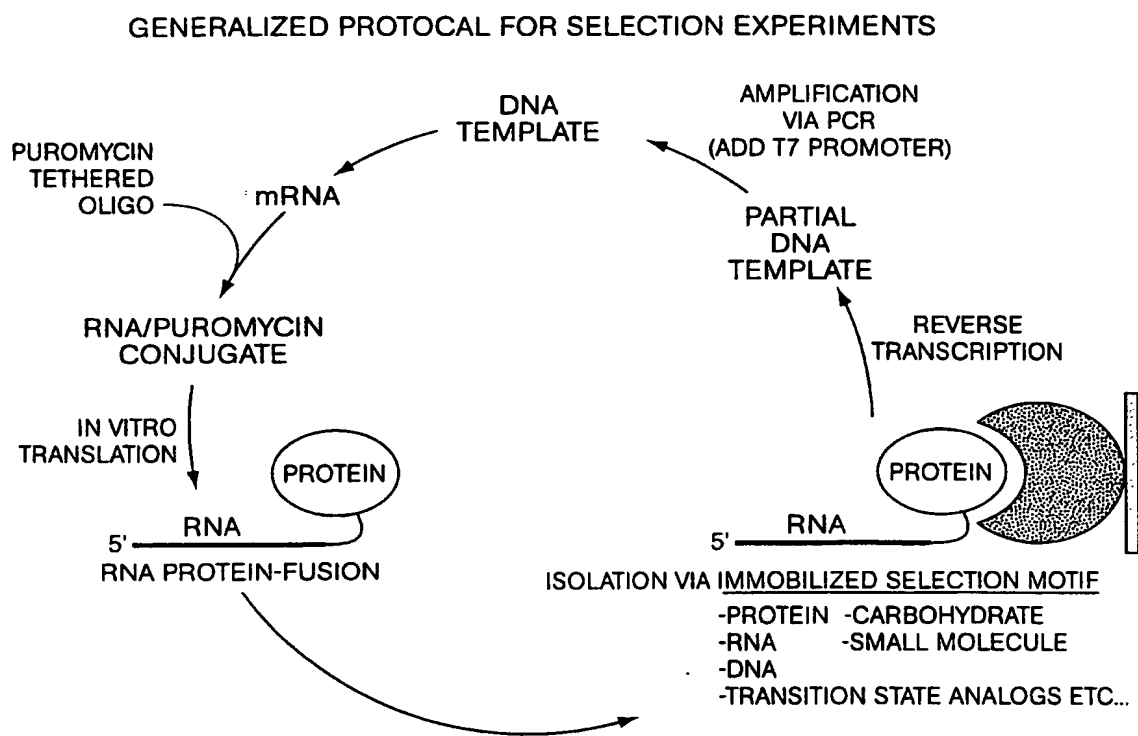 GENERALIZED PROTOCAL FOR SELECTION EXPERIMENTS
DNA
TEMPLATE
AMPLIFICATION
VIA PCR
(ADD T7 PROMOTER)
PUROMYCIN
TETHERED
OLIGO
mRNA
PARTIAL
DNA
TEMPLATE
RNA/PUROMYCIN
CONJUGATE
REVERSE
TRANSCRIPTION
IN VITRO
TRANSLATION
PROTEIN
RNA
5'
RNA PROTEIN-FUSION
PROTEIN
RNA
5'
ISOLATION VIA IMMOBILIZED SELECTION MOTIF
-PROTEIN -CARBOHYDRATE
-RNA -SMALL MOLECULE
-DNA
-TRANSITION STATE ANALOGS ETC...